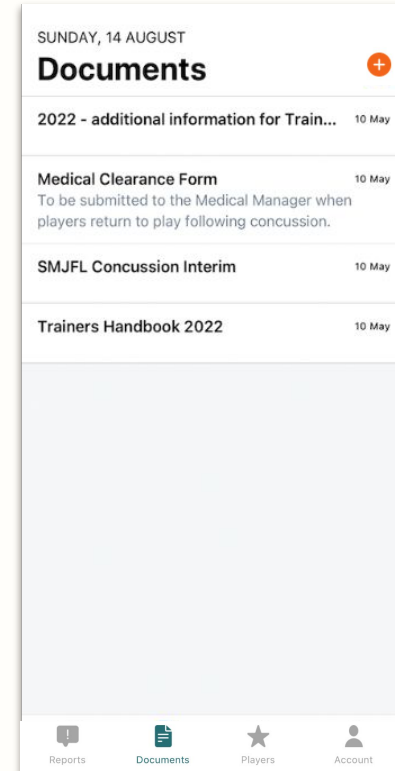 SUNDAY, 14 AUGUST
Documents
2022 - additional information for Train... 10 May
Medical Clearance Form 10 May
To be submitted to the Medical Manager when
players return to play following concussion.
SMJFL Concussion Interim 10 May
Trainers Handbook 2022 10 May
Reports Documents Players Account